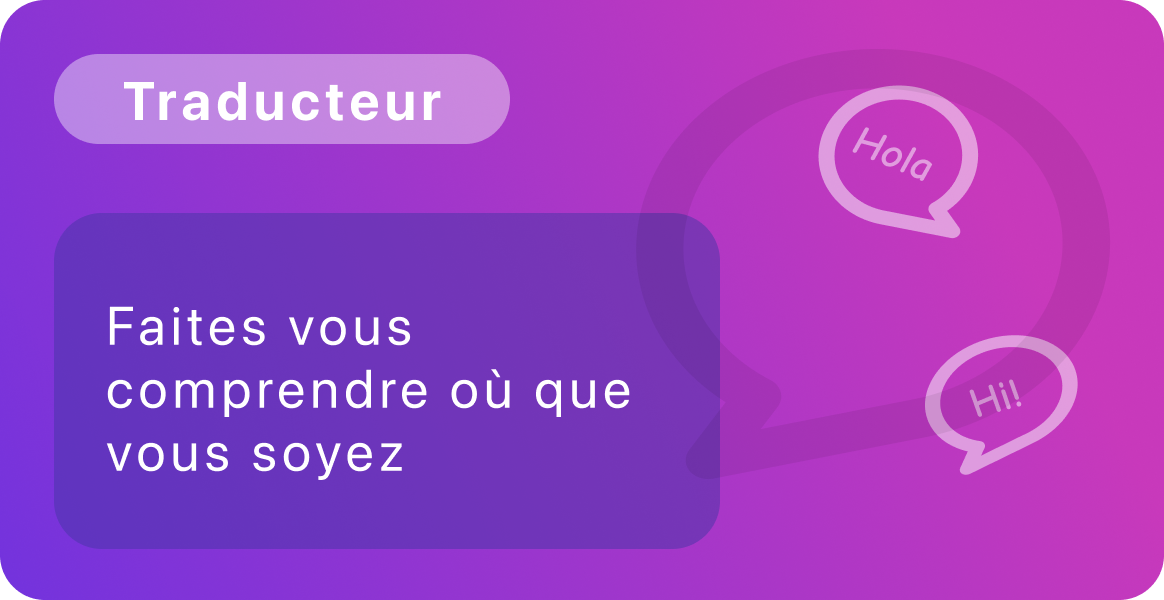 Traducteur
Hola
Faites vous
comprendre où que
vous soyez
Hi!